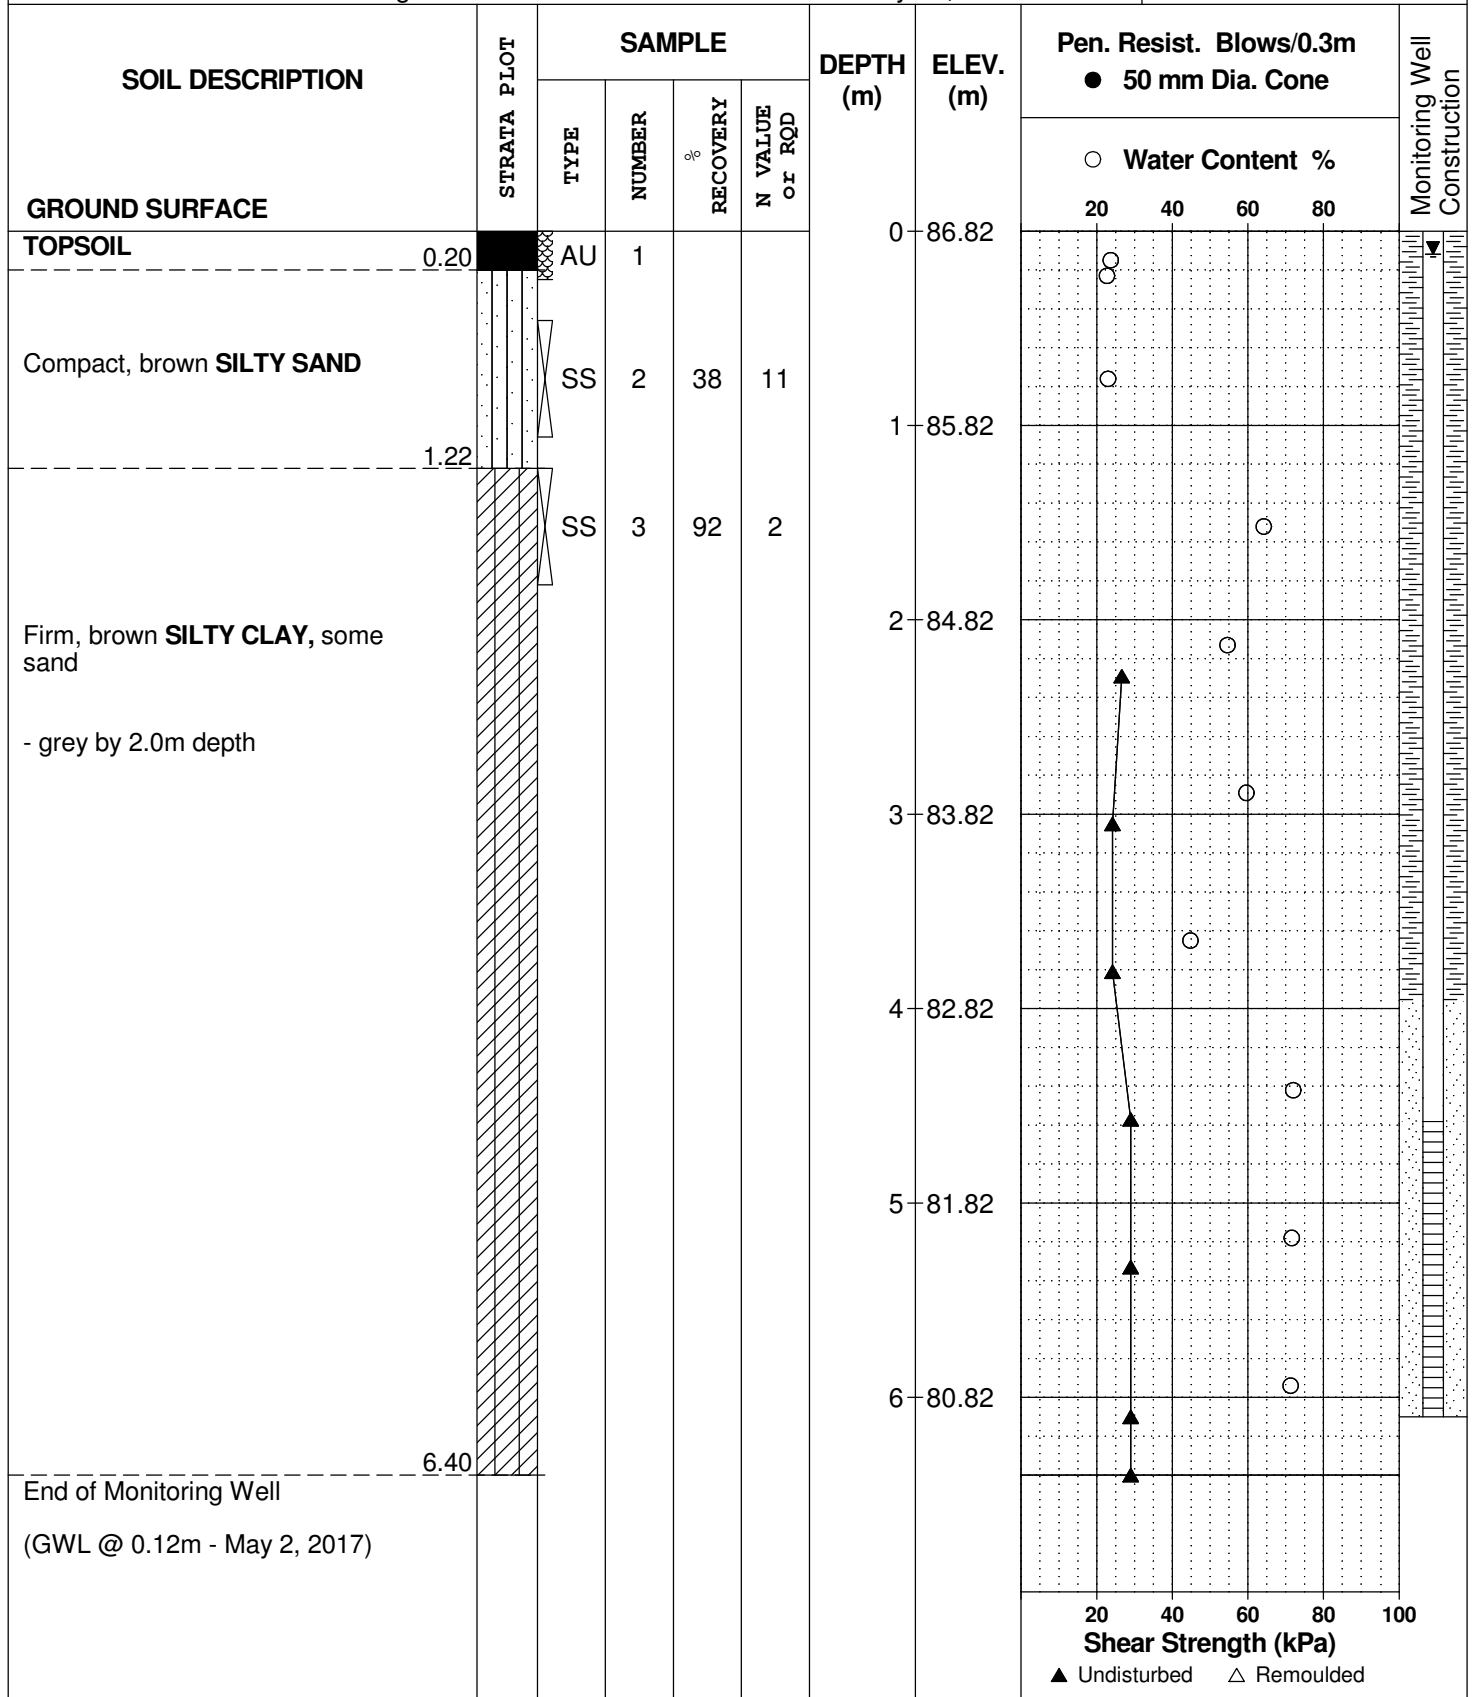 SOIL DESCRIPTION
GROUND SURFACE
STRATA PLOT
SAMPLE
TYPE
NUMBER
%
RECOVERY
N VALUE
or RQD
DEPTH
(m)
ELEV.
(m)
Pen. Resist. Blows/0.3m
● 50 mm Dia. Cone
○ Water Content %
20 40 60 80
Monitoring Well
Construction
TOPSOIL
0.20
AU 1
0 86.82
Compact, brown SILTY SAND
SS 2 38 11
1 85.82
1.22
SS 3 92 2
2 84.82
Firm, brown SILTY CLAY, some
sand
- grey by 2.0m depth
3 83.82
4 82.82
5 81.82
6 80.82
6.40
End of Monitoring Well
(GWL @ 0.12m - May 2, 2017)
20 40 60 80 100
Shear Strength (kPa)
▲ Undisturbed △ Remoulded